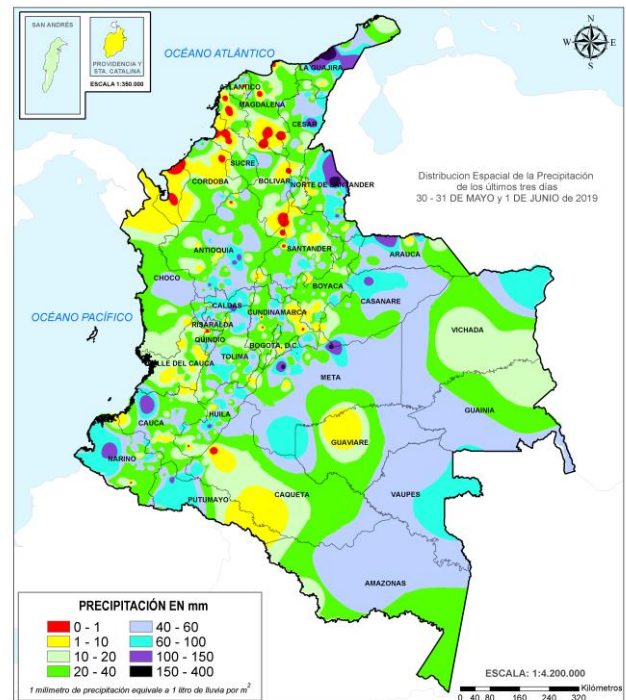 SAN ANDRÉS
PROVIDENCIA Y
STA. CATALINA
ESCALA 1:350.000
OCÉANO ATLÁNTICO
N
W E
S
LA GUAJIRA
ATLANTICO
MAGDALENA
CESAR
SUCRE
CORDOBA
BOLIVAR
NORTE DE SANTANDER
Distribucion Espacial de la Precipitación
de los últimos tres días
30 - 31 DE MAYO y 1 DE JUNIO de 2019
ANTIOQUIA
SANTANDER
ARAUCA
CHOCO
BOYACA
CASANARE
OCÉANO PACÍFICO
CALDAS
CUNDINAMARCA
RISARALDA
VICHADA
QUINDIO
BOGOTA, D.C.
TOLIMA
VALLE DEL CAUCA
META
GUAINIA
HUILA
CAUCA
GUAVIARE
NARIÑO
CAQUETA
VAUPES
PUTUMAYO
AMAZONAS
PRECIPITACIÓN EN mm
0 - 1 40 - 60
1 - 10 60 - 100
10 - 20 100 - 150
20 - 40 150 - 400
1 milímetro de precipitación equivale a 1 litro de lluvia por m²
ESCALA: 1:4.200.000
Kilómetros
0 40 80 160 240 320